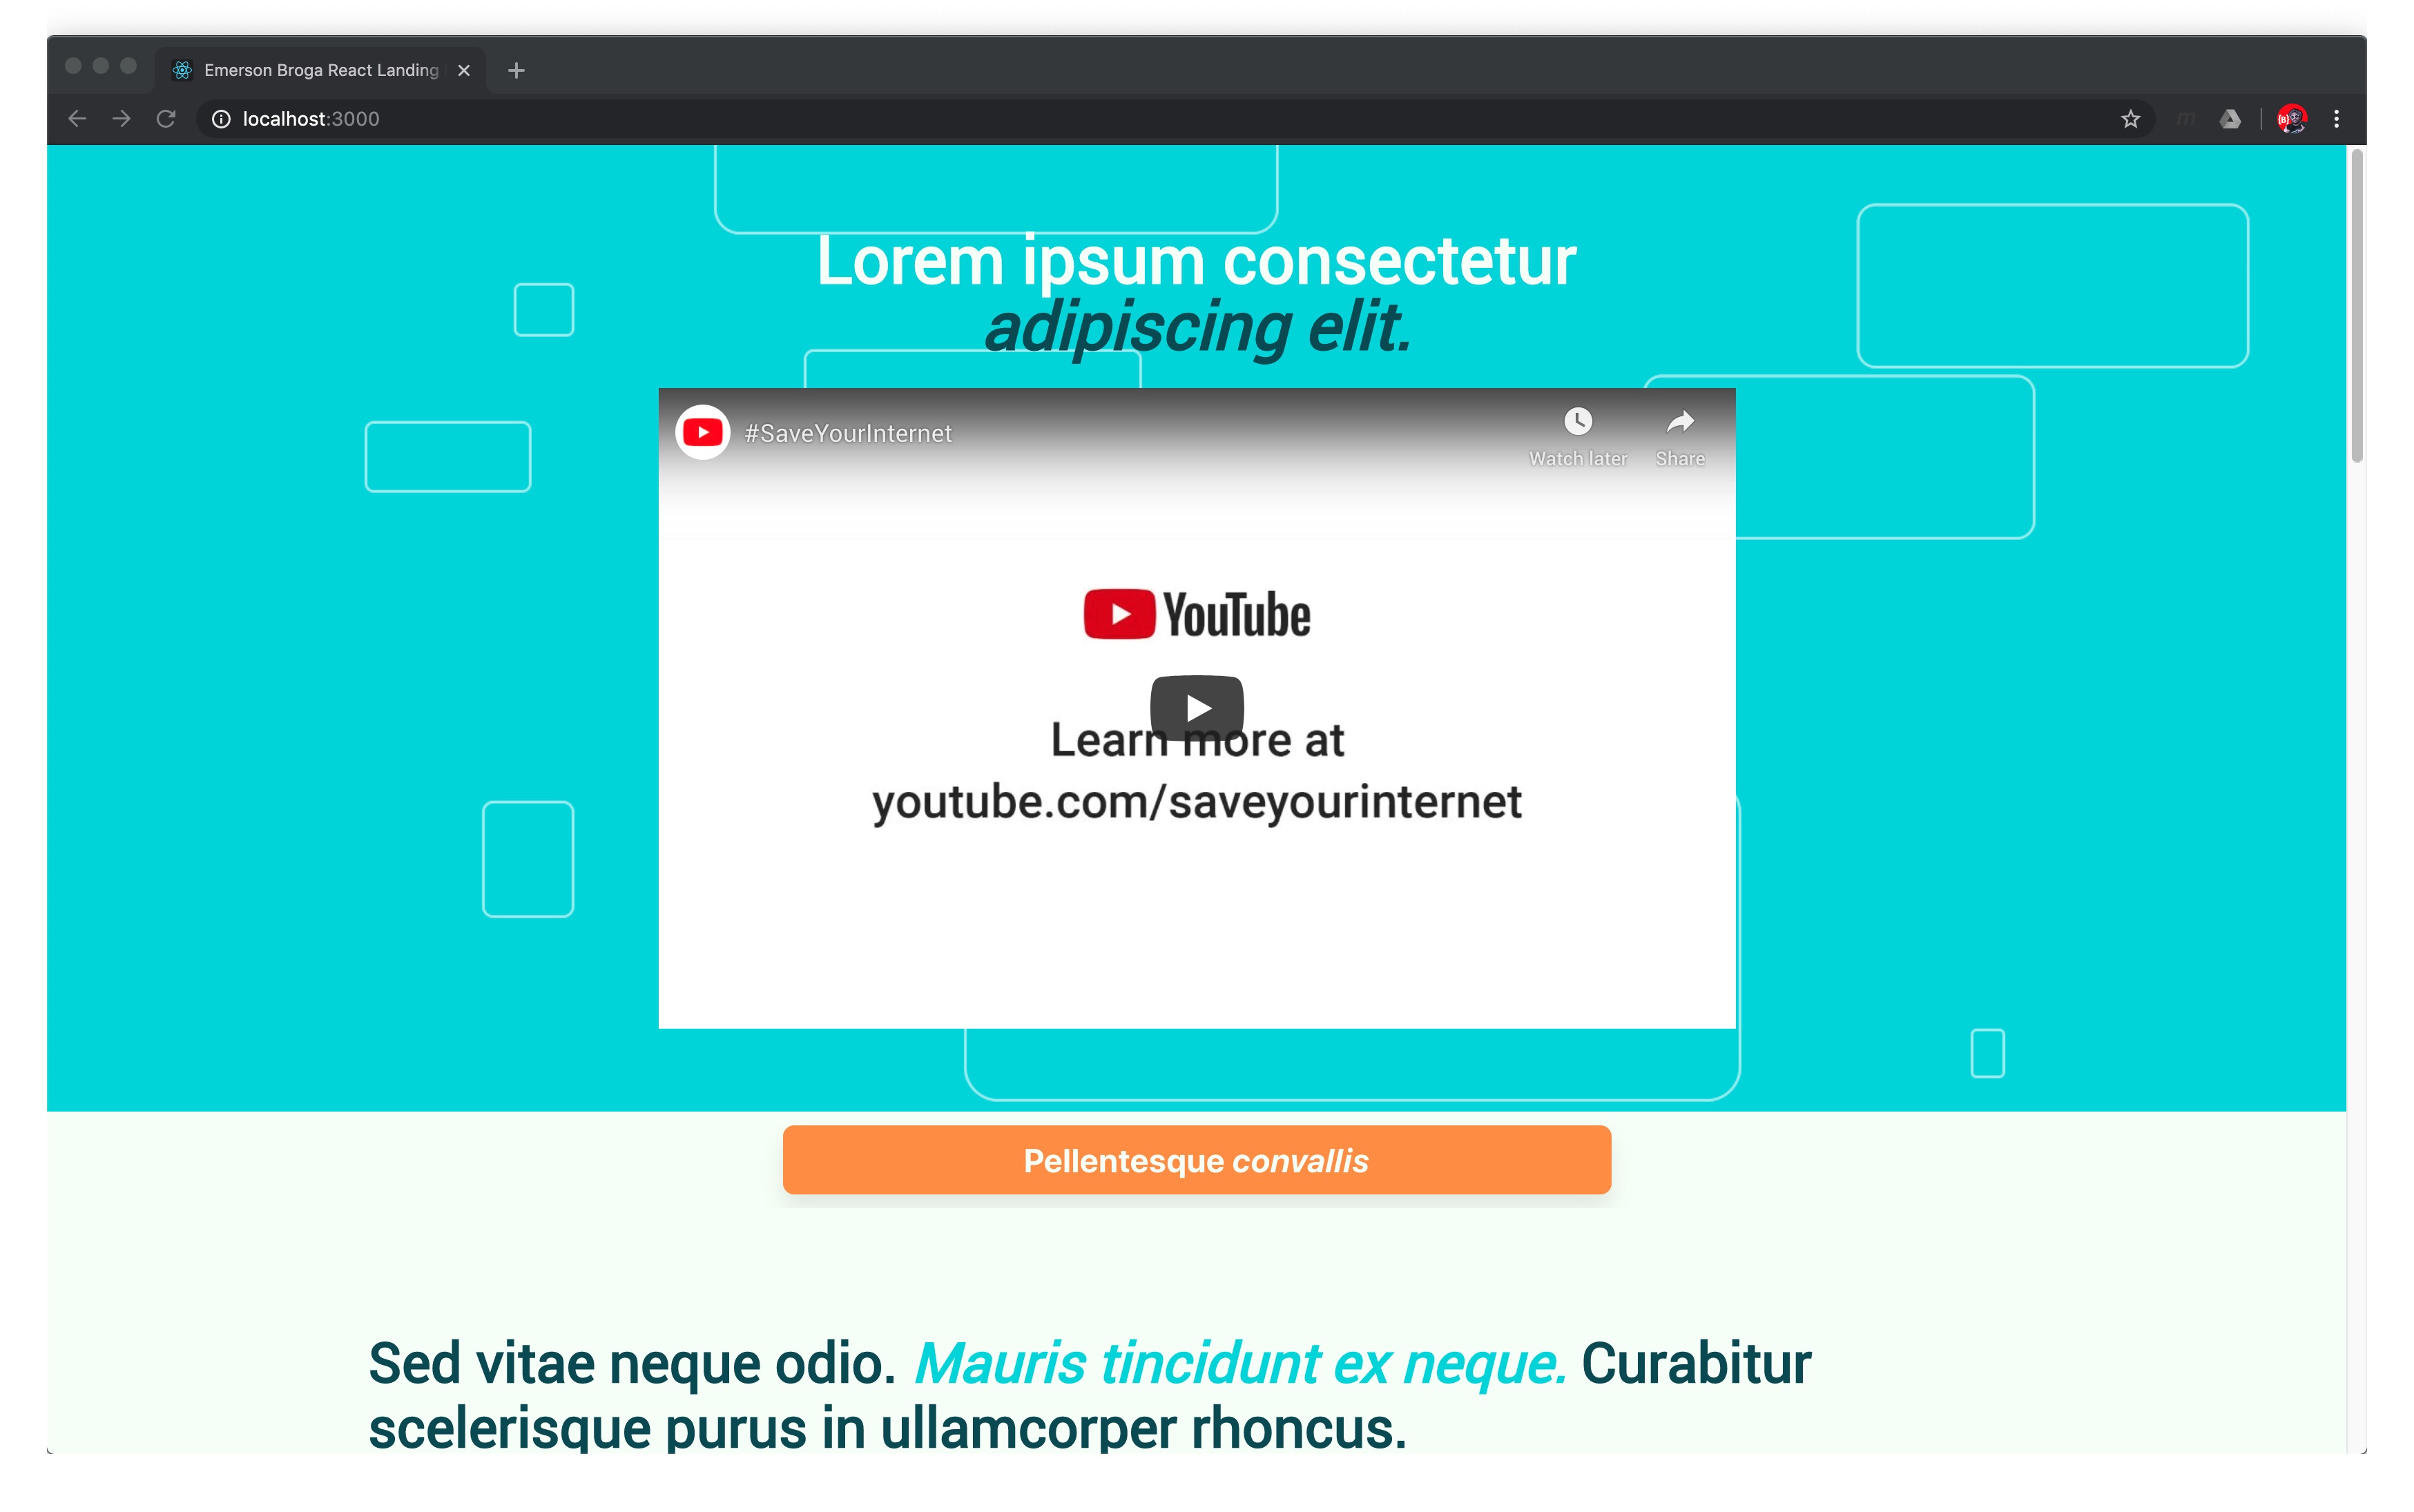 Emerson Broga React Landing
localhost:3000
Lorem ipsum consectetur
adipiscing elit.
#SaveYourInternet
Watch later
Share
YouTube
Learn more at
youtube.com/saveyourinternet
Pellentesque convallis
Sed vitae neque odio. Mauris tincidunt ex neque. Curabitur
scelerisque purus in ullamcorper rhoncus.